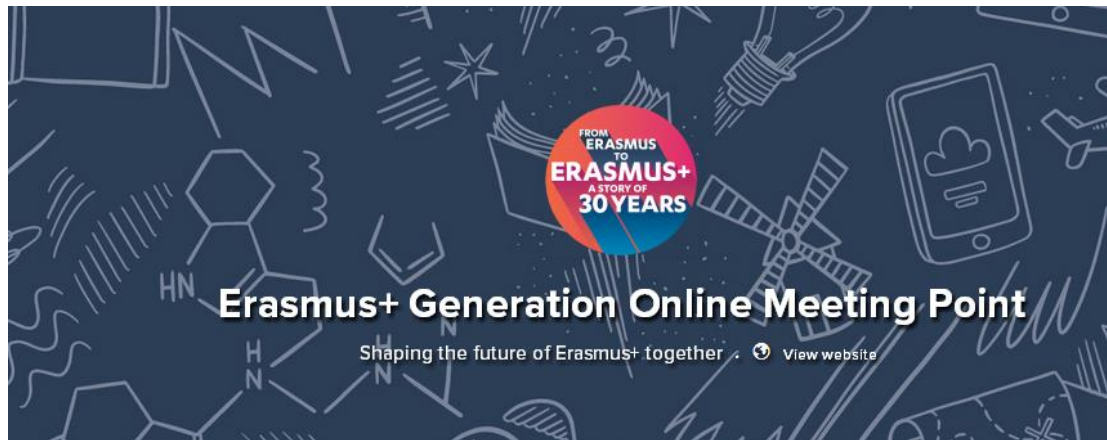 FROM
ERASMUS
TO
ERASMUS+
A STORY OF
30 YEARS
HN
Erasmus+ Generation Online Meeting Point
N
Shaping the future of Erasmus+ together . View website
H
N
H
N